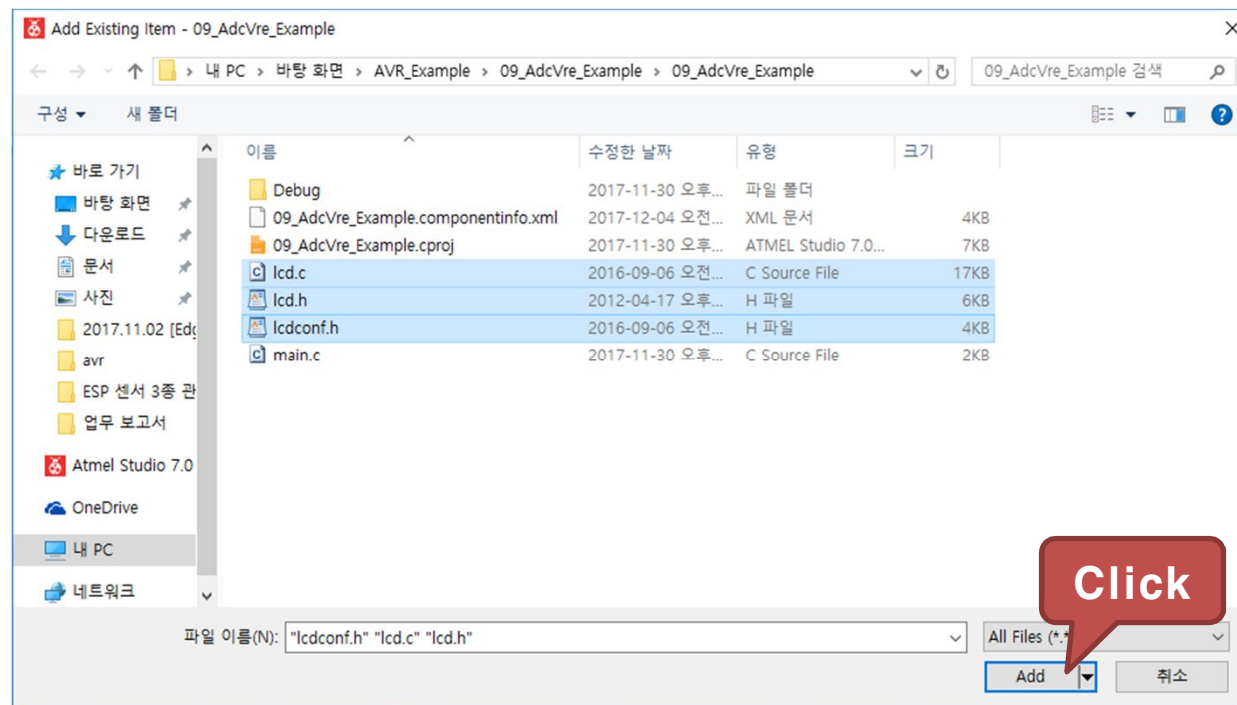 Add Existing Item - 09_AdcVre_Example
내 PC > 바탕 화면 > AVR_Example > 09_AdcVre_Example > 09_AdcVre_Example
09_AdcVre_Example 검색
구성
새 폴더
이름 수정한 날짜 유형 크기
바로 가기
바탕 화면
다운로드
문서
사진
2017.11.02 [Edg
avr
ESP 센서 3종 관
업무 보고서
Atmel Studio 7.0
OneDrive
내 PC
네트워크
Debug 2017-11-30 오후... 파일 폴더
09_AdcVre_Example.componentinfo.xml 2017-12-04 오전... XML 문서 4KB
09_AdcVre_Example.cproj 2017-11-30 오후... ATMEL Studio 7.0... 7KB
lcd.c 2016-09-06 오전... C Source File 17KB
lcd.h 2012-04-17 오후... H 파일 6KB
lcdconf.h 2016-09-06 오전... H 파일 4KB
main.c 2017-11-30 오후... C Source File 2KB
Click
파일 이름(N): "lcdconf.h" "lcd.c" "lcd.h"
All Files (*.*
Add
취소